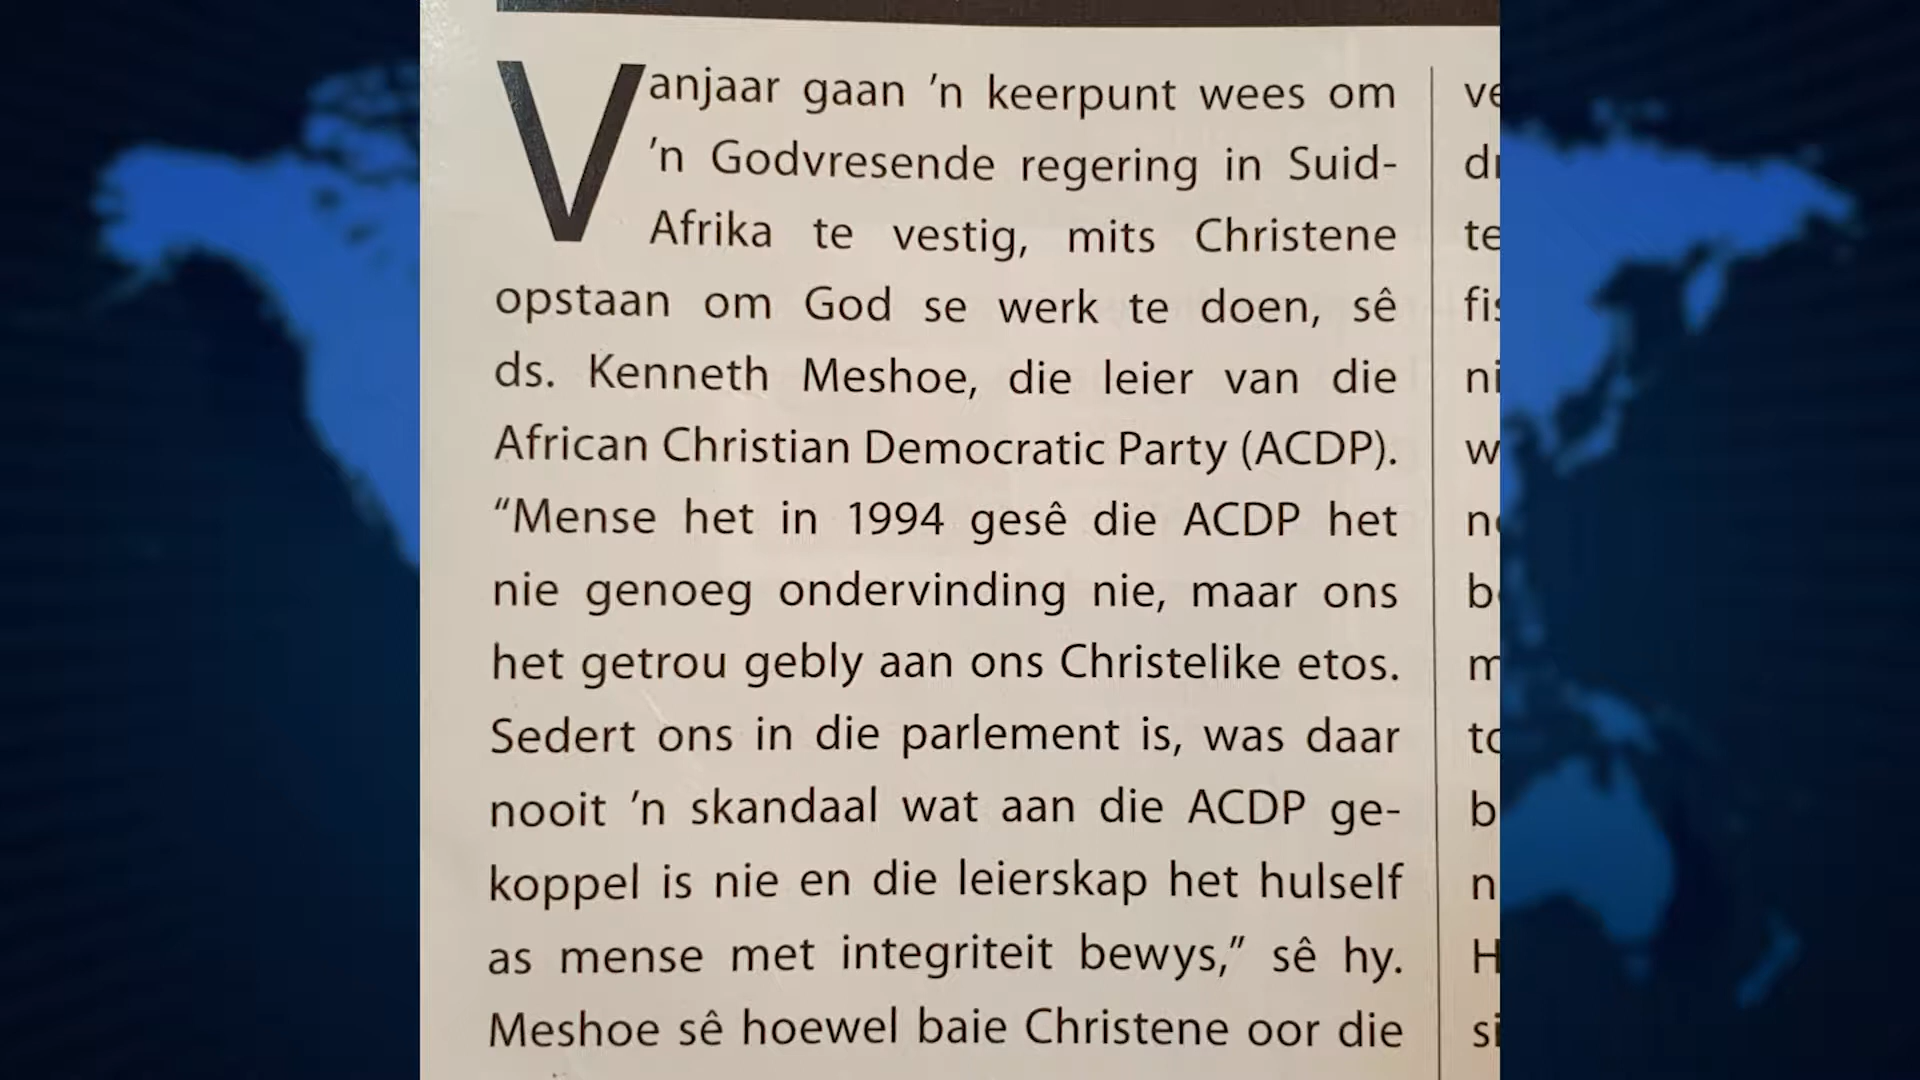 Vanjaar gaan ’n keerpunt wees om
’n Godvresende regering in Suid-
Afrika te vestig, mits Christene
opstaan om God se werk te doen, sê
ds. Kenneth Meshoe, die leier van die
African Christian Democratic Party (ACDP).
“Mense het in 1994 gesê die ACDP het
nie genoeg ondervinding nie, maar ons
het getrou gebly aan ons Christelike etos.
Sedert ons in die parlement is, was daar
nooit ’n skandaal wat aan die ACDP ge-
koppel is nie en die leierskap het hulself
as mense met integriteit bewys,” sê hy.
Meshoe sê hoewel baie Christene oor die